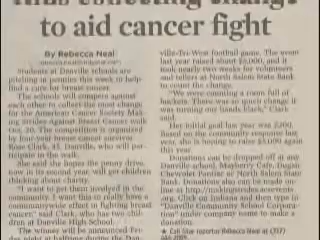 Kids collecting change
to aid cancer fight
By Rebecca Neal
Students at Danville schools are
pitching in pennies this week to help
find a cure for breast cancer.
The schools will compete against
each other to collect the most change
for the American Cancer Society Mak-
ing Strides Against Breast Cancer walk
Oct. 20. The competition is organized
by four-year breast cancer survivor
Rose Clark, 45, Danville, who will par-
ticipate in the walk.
She said she hopes the penny drive,
now in its second year, will get children
thinking about charity.
"I want to get them involved in the
community. I want this to really have a
communitywide effect in fighting breast
cancer," said Clark, who has two chil-
dren at Danville High School.
The winner will be announced Fri-
day night at halftime during the Dan-
ville-Tri-West football game. The event
last year raised about $3,000, and it
took nearly two weeks for volunteers
and tellers at North Salem State Bank
to count the change.
"We were counting a room full of
buckets. There was so much change it
was turning our hands black," Clark
said.
Her initial goal last year was
Based on the community response last
year, she is hoping to raise $3,000 again
this year.
Donations can be dropped off at any
Danville school, Mayberry Cafe, Dugan
Chevrolet Pontiac or North Salem State
Bank. Donations also can be made on-
line at
Click on Indiana and then type in
"Danville Community School Corpora-
tion" under company name to make a
donation.
Call Star reporter Rebecca Neal at (317)